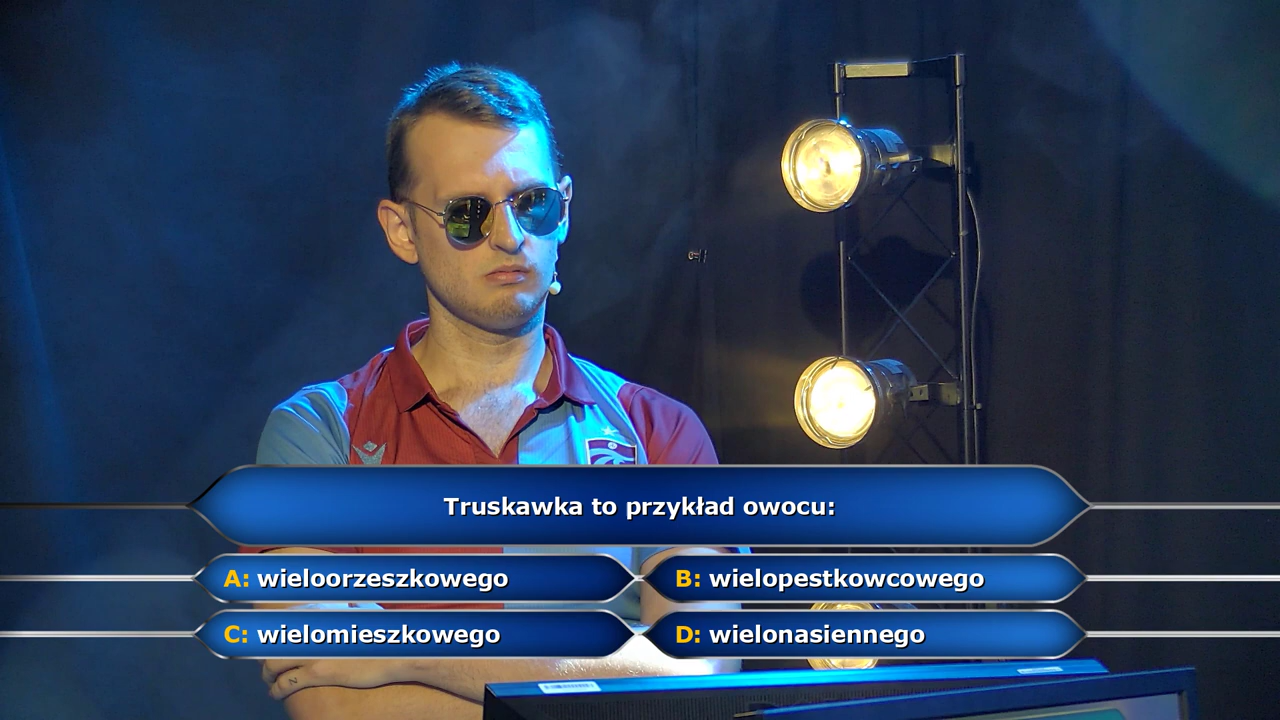 Truskawka to przykład owocu:
A: wieloorzeszkowego
B: wielopestkowcowego
C: wielomieszkowego
D: wielonasiennego